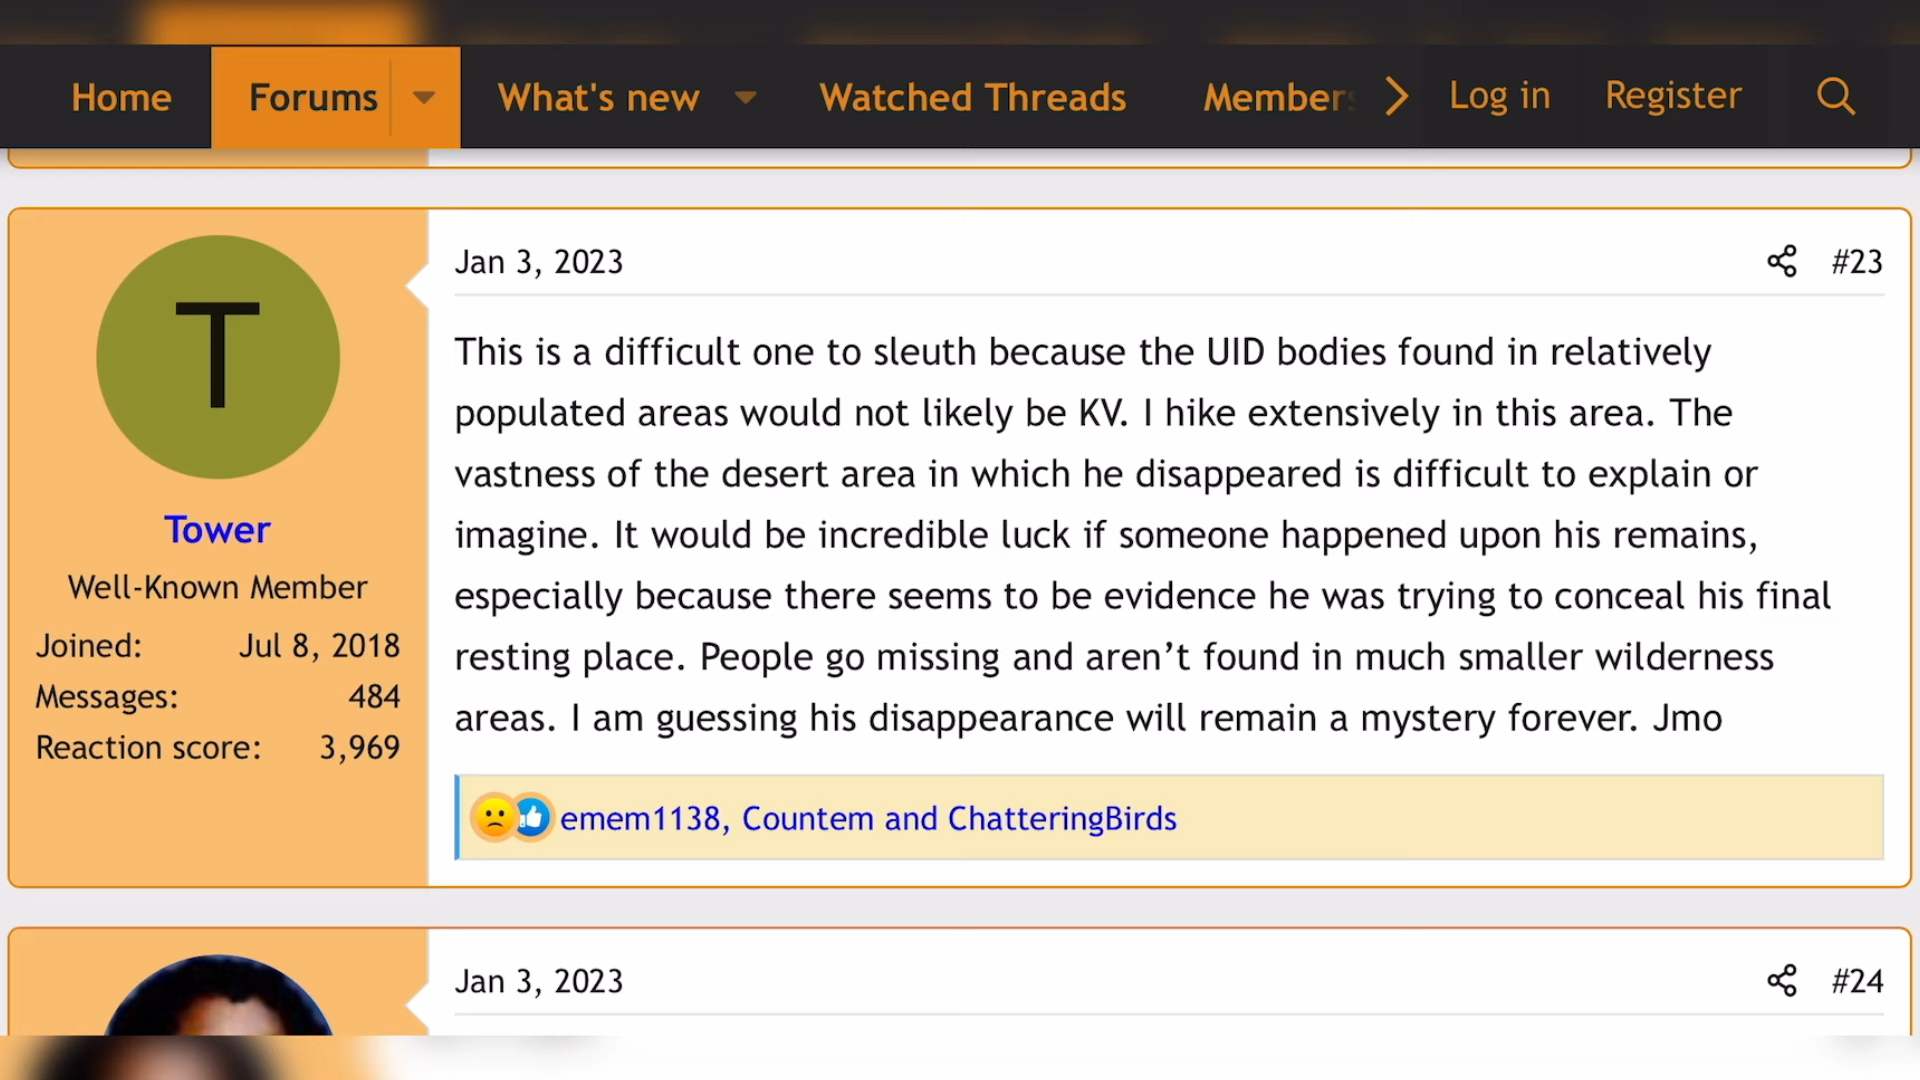 Home Forums What's new Watched Threads Members Log in Register
Jan 3, 2023 #23
T
Tower
Well-Known Member
Joined: Jul 8, 2018
Messages: 484
Reaction score: 3,969
This is a difficult one to sleuth because the UID bodies found in relatively
populated areas would not likely be KV. I hike extensively in this area. The
vastness of the desert area in which he disappeared is difficult to explain or
imagine. It would be incredible luck if someone happened upon his remains,
especially because there seems to be evidence he was trying to conceal his final
resting place. People go missing and aren’t found in much smaller wilderness
areas. I am guessing his disappearance will remain a mystery forever. Jmo
emem1138, Countem and ChatteringBirds
Jan 3, 2023 #24